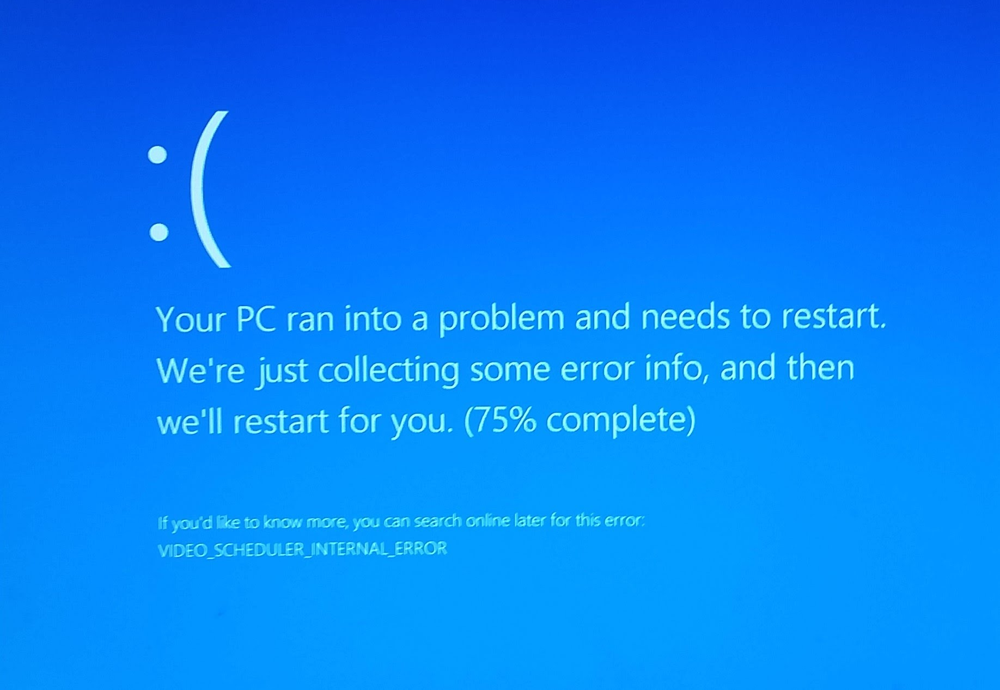 :(
Your PC ran into a problem and needs to restart.
We're just collecting some error info, and then
we'll restart for you. (75% complete)
If you'd like to know more, you can search online later for this error:
VIDEO_SCHEDULER_INTERNAL_ERROR